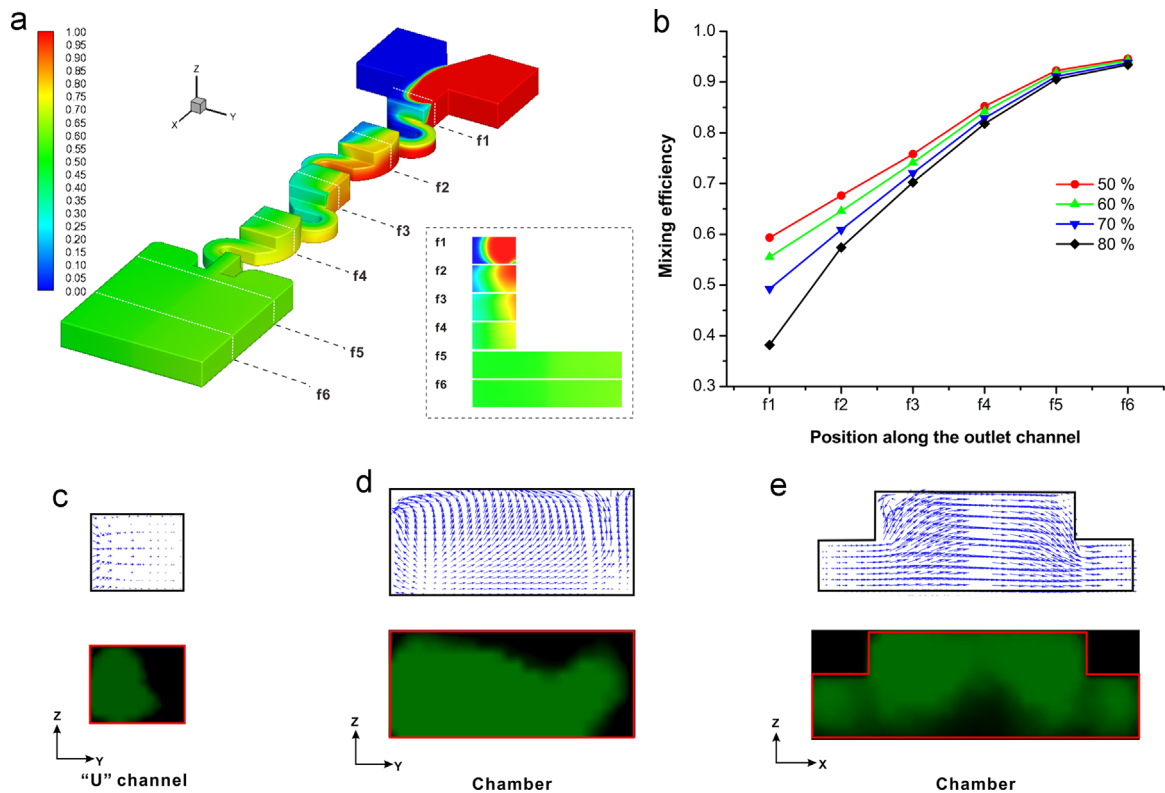 a
1.00
0.95
0.90
0.85
0.80
0.75
0.70
0.65
0.60
0.55
0.50
0.45
0.40
0.35
0.30
0.25
0.20
0.15
0.10
0.05
0.00
Z
X
Y
f1
f2
f3
f4
f5
f6
f1
f2
f3
f4
f5
f6
b
Mixing efficiency
1.0
0.9
0.8
0.7
0.6
0.5
0.4
0.3
50 %
60 %
70 %
80 %
f1 f2 f3 f4 f5 f6
Position along the outlet channel
c
Z
Y
“U” channel
d
Z
Y
Chamber
e
Z
X
Chamber